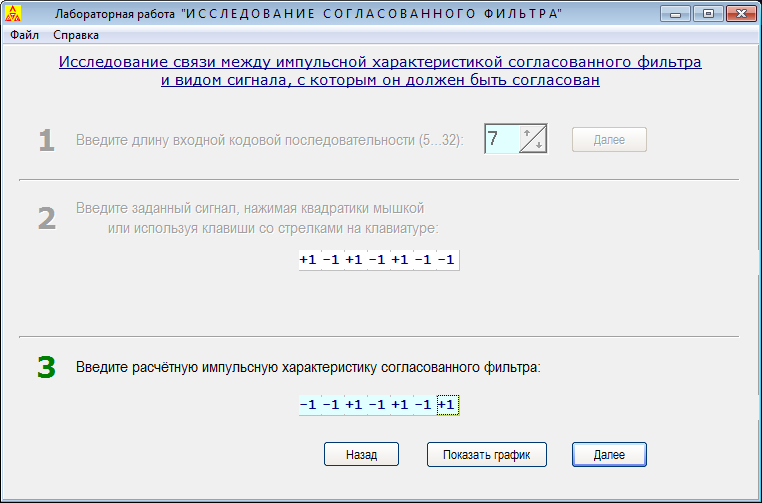 Лабораторная работа "ИССЛЕДОВАНИЕ СОГЛАСОВАННОГО ФИЛЬТРА"
Файл Справка
Исследование связи между импульсной характеристикой согласованного фильтра
и видом сигнала, с которым он должен быть согласован
1 Введите длину входной кодовой последовательности (5...32): 7 Далее
2 Введите заданный сигнал, нажимая квадратики мышкой
или используя клавиши со стрелками на клавиатуре:
+1 -1 +1 -1 +1 -1 -1
3 Введите расчётную импульсную характеристику согласованного фильтра:
-1 -1 +1 -1 +1 -1 +1
Назад Показать график Далее